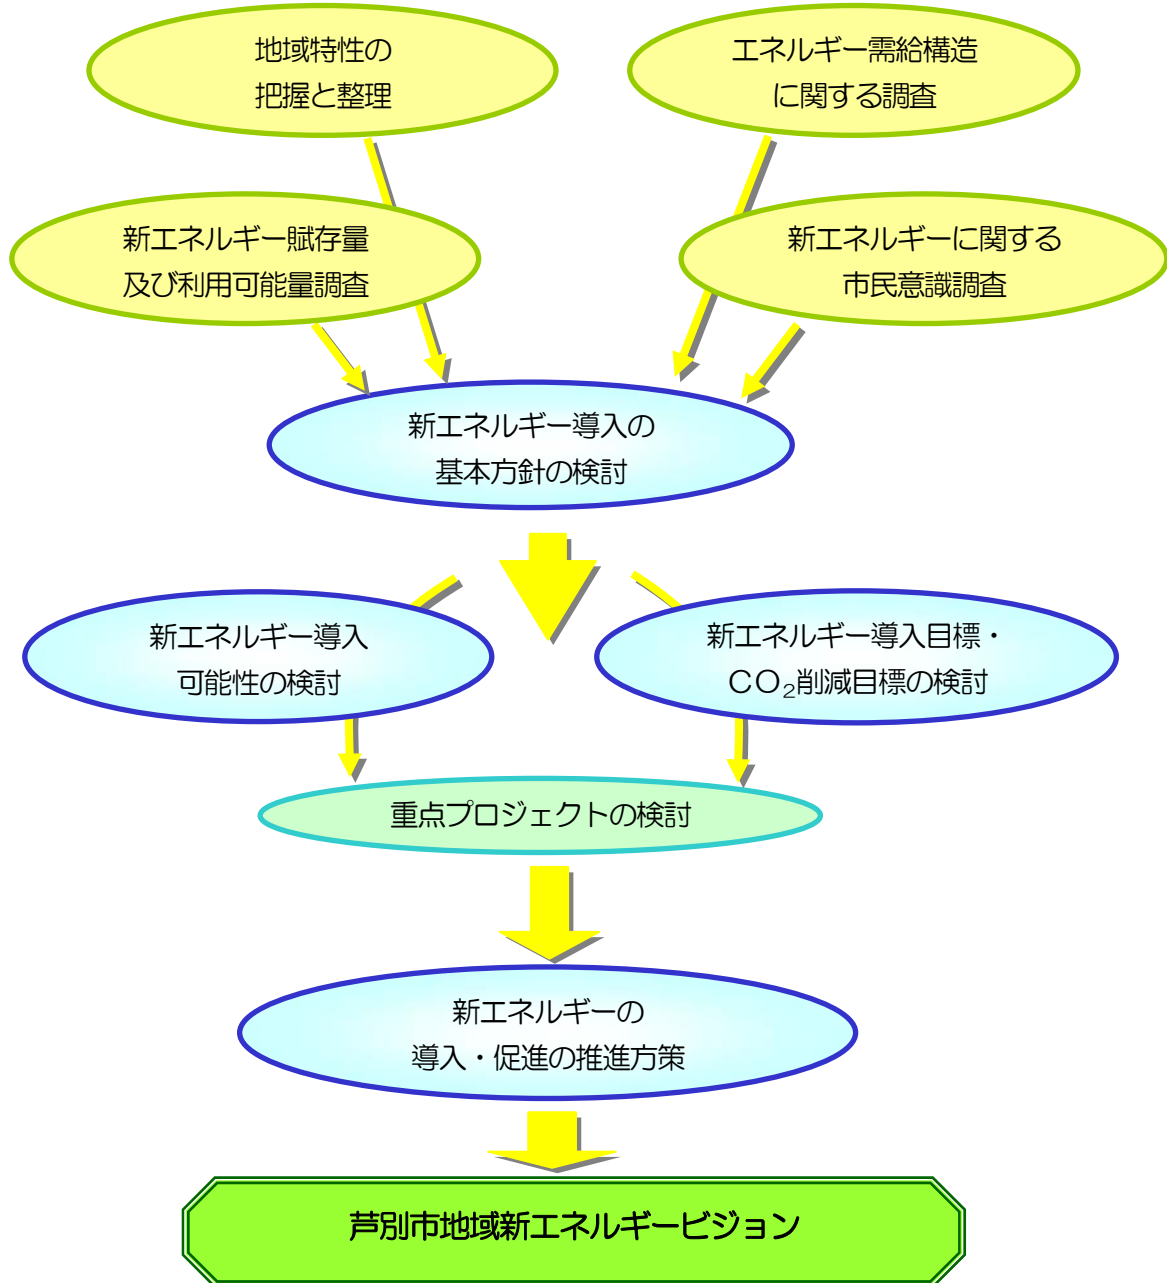 地域特性の
把握と整理
エネルギー需給構造
に関する調査
新エネルギー賦存量
及び利用可能量調査
新エネルギーに関する
市民意識調査
新エネルギー導入の
基本方針の検討
新エネルギー導入
可能性の検討
新エネルギー導入目標・
ＣＯ₂削減目標の検討
重点プロジェクトの検討
新エネルギーの
導入・促進の推進方策
芦別市地域新エネルギービジョン